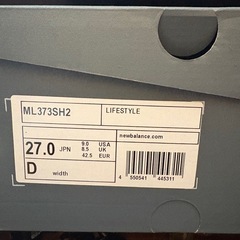 ML373SH2 LIFESTYLE
27.0 JPN 9.0 USA
8.5 UK
42.5 EUR
newbalance.com
D width
4 550541 445311